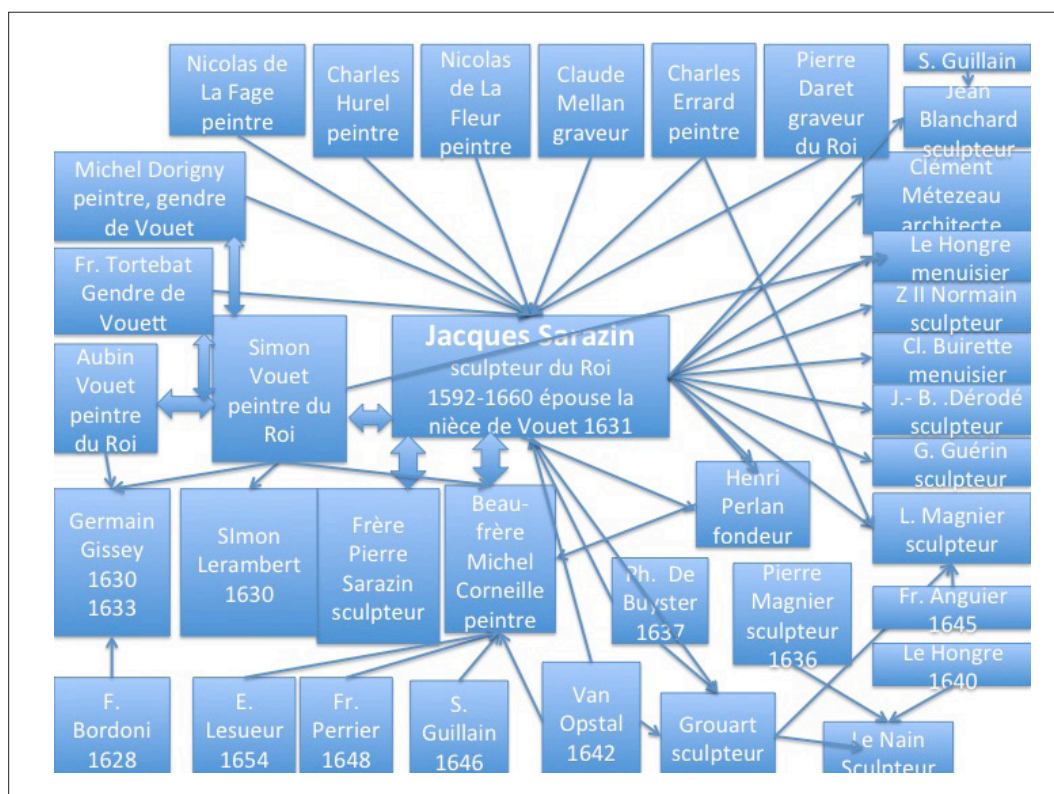 Nicolas de
La Fage
peintre
Charles
Hurel
peintre
Nicolas
de La
Fleur
peintre
Claude
Mellan
graveur
Charles
Errard
peintre
Pierre
Daret
graveur
du Roi
S. Guillain
Jean
Blanchard
sculpteur
Michel Dorigny
peintre, gendre
de Vouet
Clément
Métezeau
architecte
Fr. Tortebat
Gendre de
Vouett
Le Hongre
menuisier
Z II Normain
sculpteur
Aubin
Vouet
peintre
du Roi
Simon
Vouet
peintre du
Roi
Jacques Sarazin
sculpteur du Roi
1592-1660 épouse la
nièce de Vouet 1631
Cl. Buirette
menuisier
J.- B. .Dérodé
sculpteur
G. Guérin
sculpteur
Germain
Gissey
1630
1633
SImon
Lerambert
1630
Frère
Pierre
Sarazin
sculpteur
Beau-
frère
Michel
Corneille
peintre
Henri
Perlan
fondeur
L. Magnier
sculpteur
Ph. De
Buyster
1637
Pierre
Magnier
sculpteur
1636
Fr. Anguier
1645
Le Hongre
1640
F.
Bordoni
1628
E.
Lesueur
1654
Fr.
Perrier
1648
S.
Guillain
1646
Van
Opstal
1642
Grouart
sculpteur
Le Nain
Sculpteur